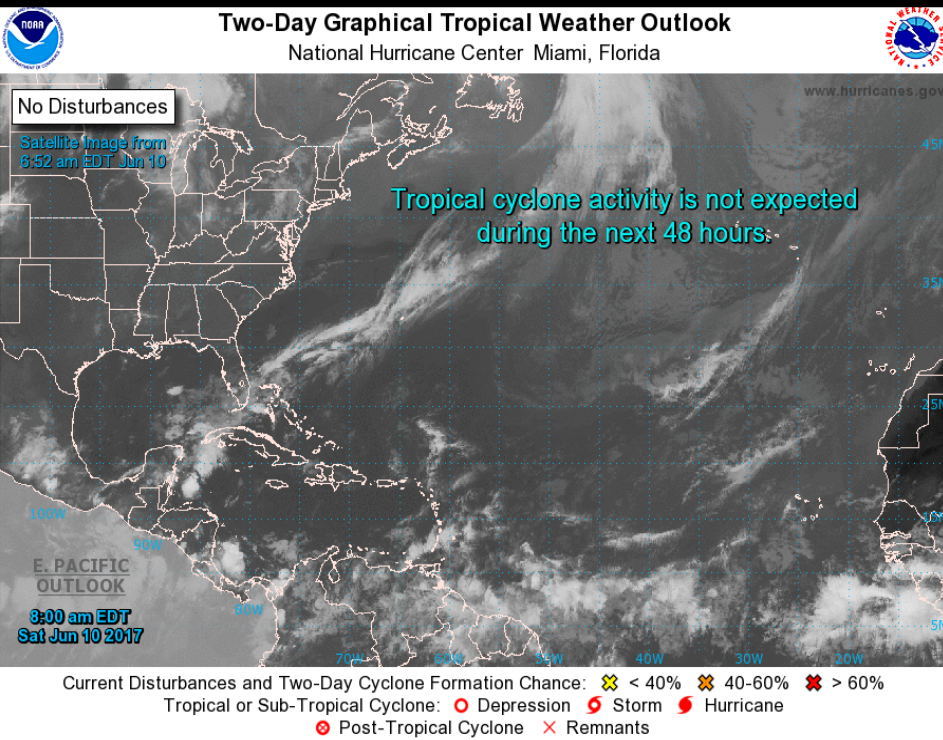 Two-Day Graphical Tropical Weather Outlook
National Hurricane Center Miami, Florida
NOAA
NATIONAL WEATHER SERVICE
No Disturbances
www.hurricanes.gov
Satellite Image from
6:52 am EDT Jun 10
45N
Tropical cyclone activity is not expected
during the next 48 hours.
35N
25N
100W
15N
90W
E. PACIFIC
OUTLOOK
80W
8:00 am EDT
Sat Jun 10 2017
5N
70W 60W 50W 40W 30W 20W
Current Disturbances and Two-Day Cyclone Formation Chance: < 40% 40-60% > 60%
Tropical or Sub-Tropical Cyclone: Depression Storm Hurricane
Post-Tropical Cyclone Remnants